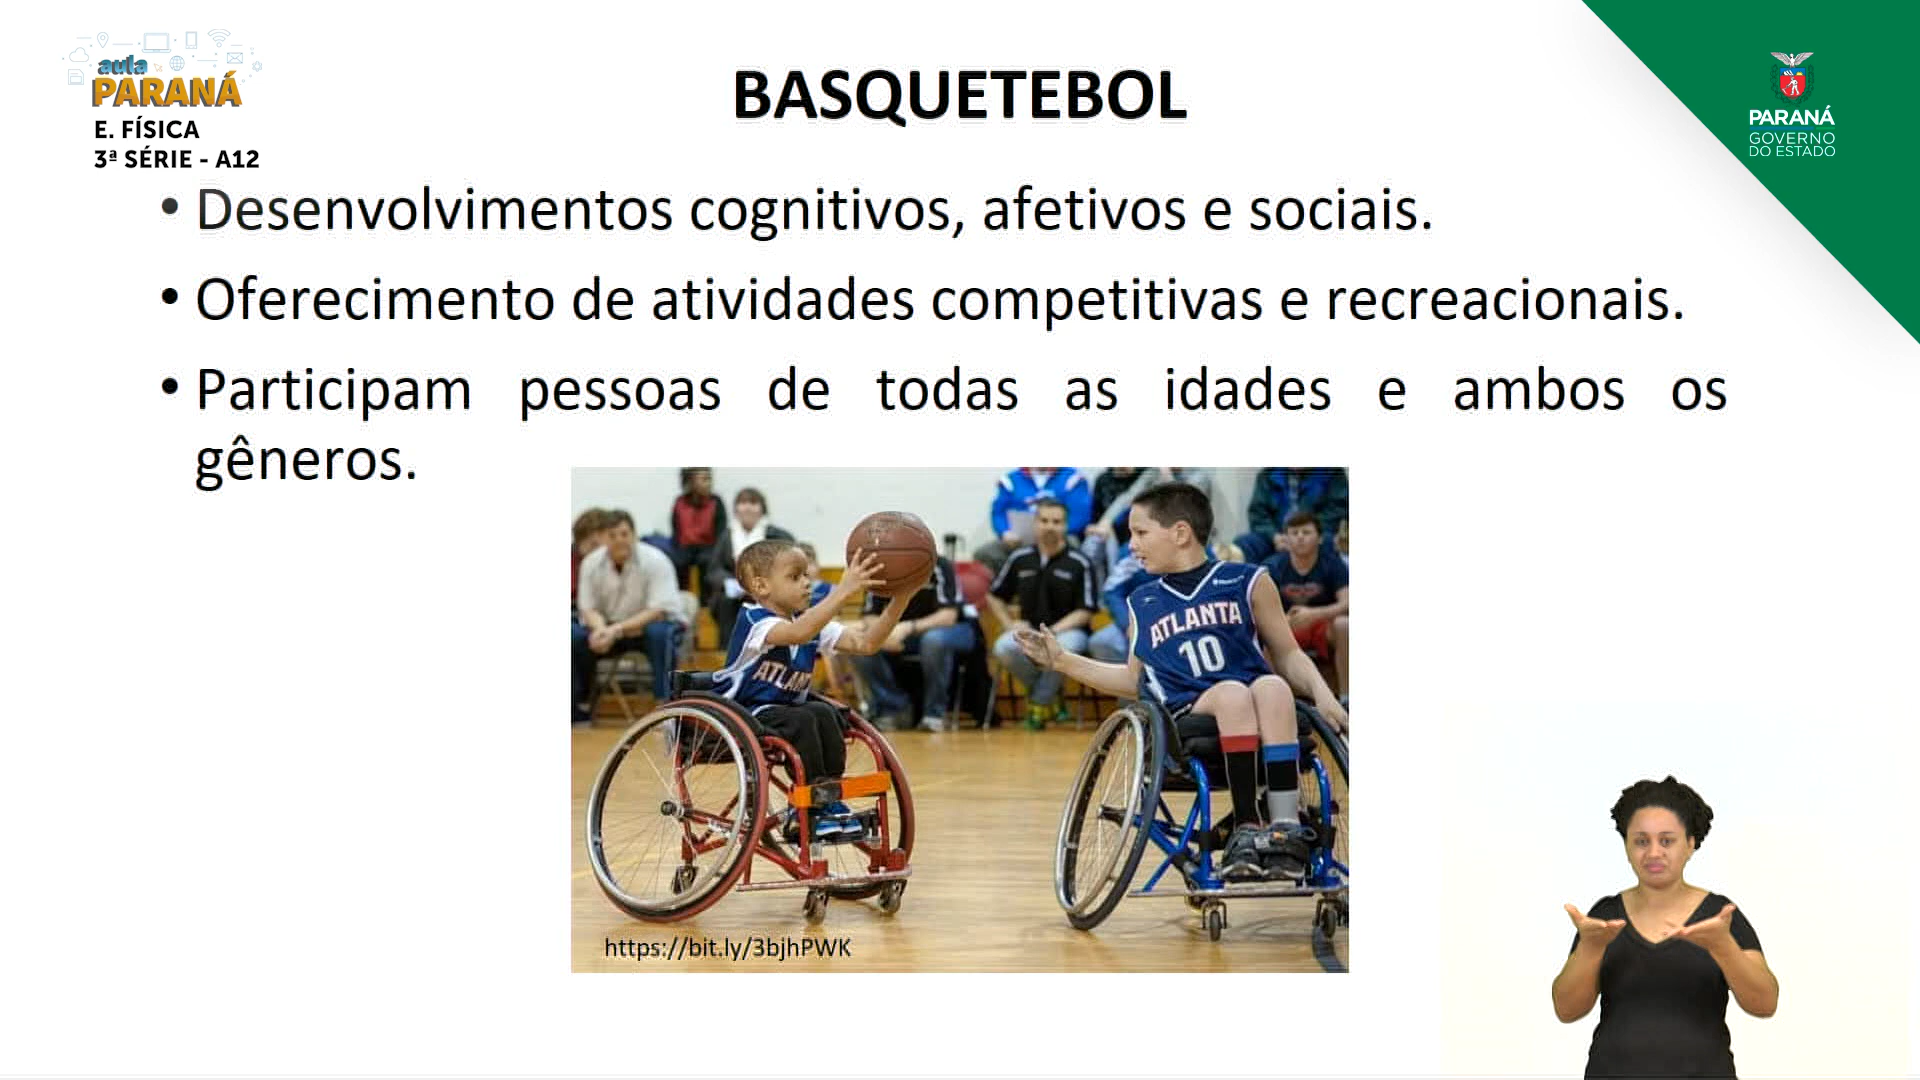 aula
PARANÁ
E. FÍSICA
3ª SÉRIE - A12
BASQUETEBOL
PARANÁ
GOVERNO
DO ESTADO
• Desenvolvimentos cognitivos, afetivos e sociais.
• Oferecimento de atividades competitivas e recreacionais.
• Participam pessoas de todas as idades e ambos os
gêneros.
ATLANTA
10
ATLANT
https://bit.ly/3bjhPWK